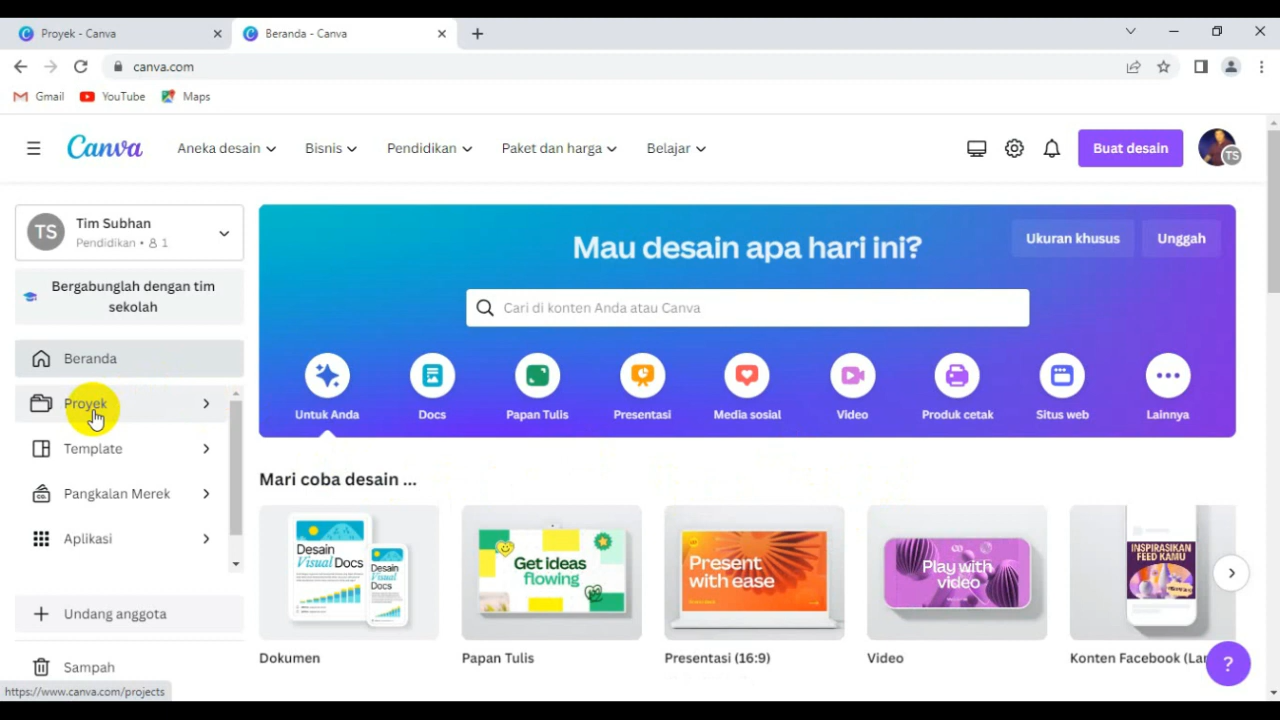 Proyek - Canva
Beranda - Canva
canva.com
Gmail YouTube Maps
Canva
Aneka desain
Bisnis
Pendidikan
Paket dan harga
Belajar
Buat desain
TS
TS
Tim Subhan
Pendidikan • 1
Bergabunglah dengan tim
sekolah
Beranda
Proyek
Template
Pangkalan Merek
Aplikasi
Undang anggota
Sampah
https://www.canva.com/projects
Mau desain apa hari ini?
Ukuran khusus
Unggah
Cari di konten Anda atau Canva
Untuk Anda
Docs
Papan Tulis
Presentasi
Media sosial
Video
Produk cetak
Situs web
Lainnya
Mari coba desain ...
Desain
Visual Docs
Desain
Visual
Docs
Get ideas
flowing
Present
with ease
Play with
video
INSPIRASIKAN
FEED KAMU
Dokumen
Papan Tulis
Presentasi (16:9)
Video
Konten Facebook (Lan
?